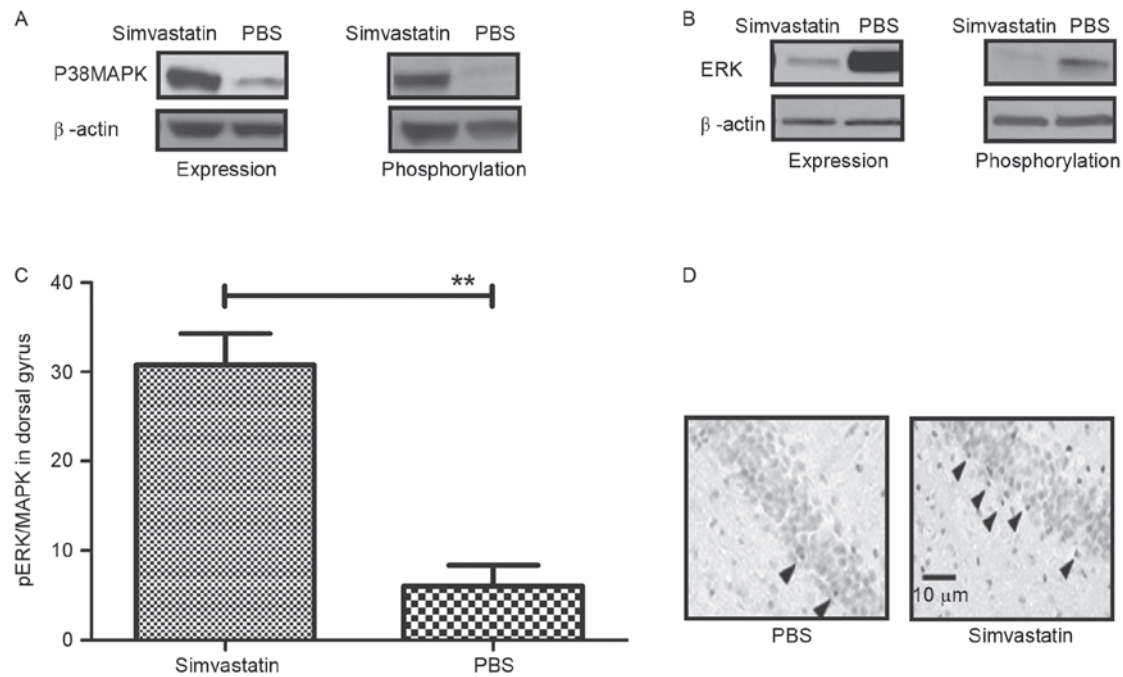 A
Simvastatin PBS
Simvastatin PBS
P38MAPK
β -actin
Expression
Phosphorylation
B
Simvastatin PBS
Simvastatin PBS
ERK
β -actin
Expression
Phosphorylation
C
pERK/MAPK in dorsal gyrus
40
30
20
10
0
**
Simvastatin
PBS
D
10 μm
PBS
Simvastatin